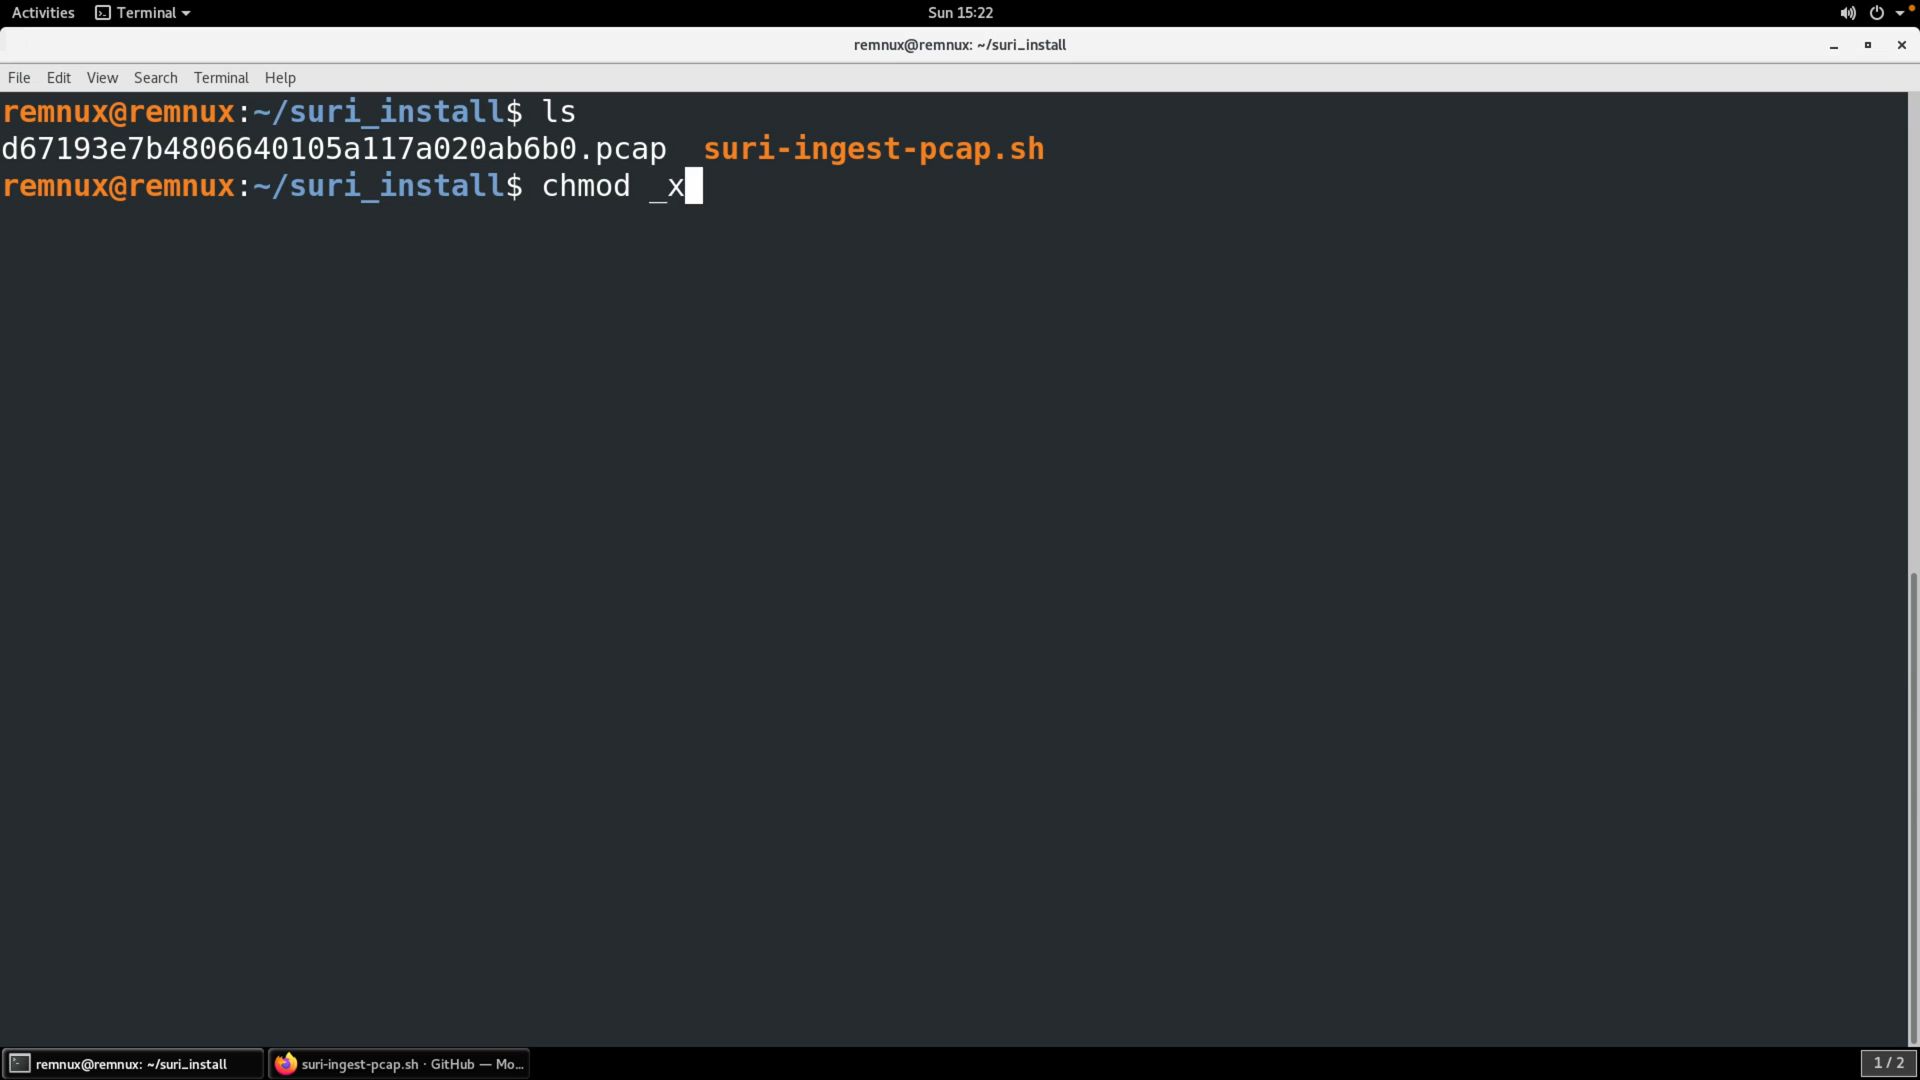 Activities Terminal Sun 15:22
remnux@remnux: ~/suri_install
File Edit View Search Terminal Help
remnux@remnux:~/suri_install$ ls
d67193e7b4806640105a117a020ab6b0.pcap suri-ingest-pcap.sh
remnux@remnux:~/suri_install$ chmod _x
remnux@remnux: ~/suri_install suri-ingest-pcap.sh · GitHub — Mo... 1 / 2